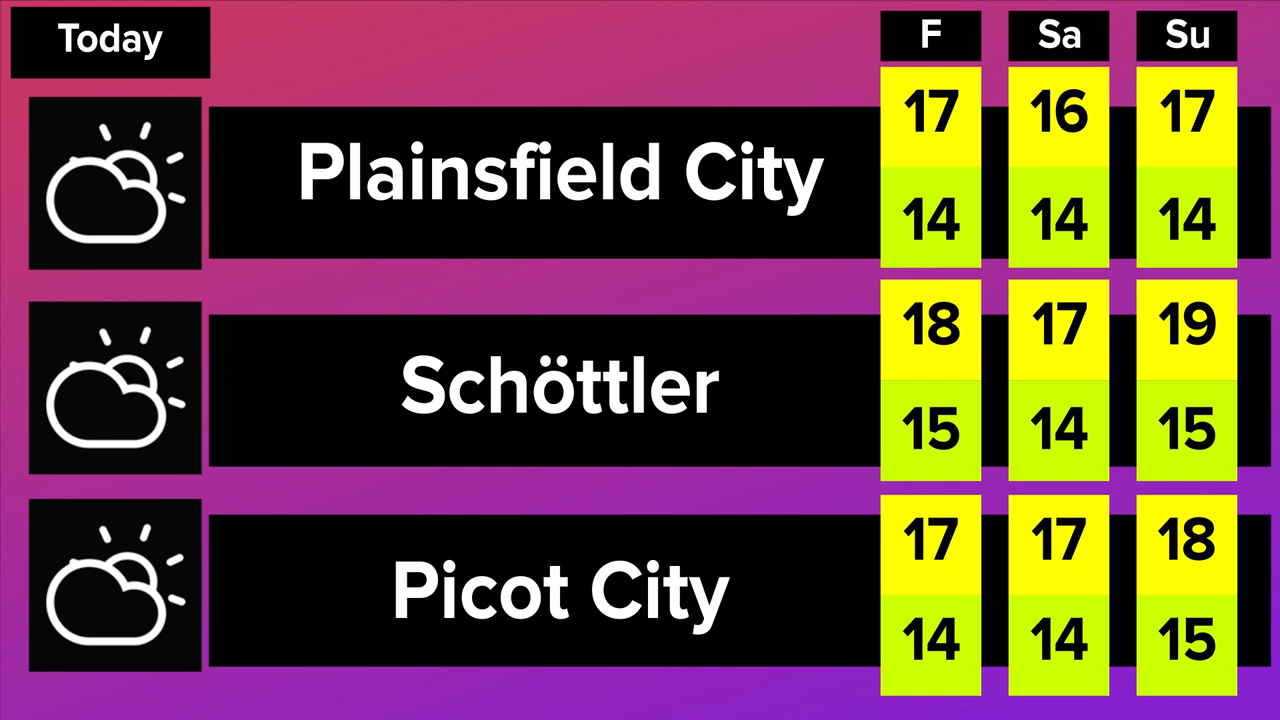 Today F Sa Su
Plainsfield City 17 16 17
14 14 14
Schöttler 18 17 19
15 14 15
Picot City 17 17 18
14 14 15